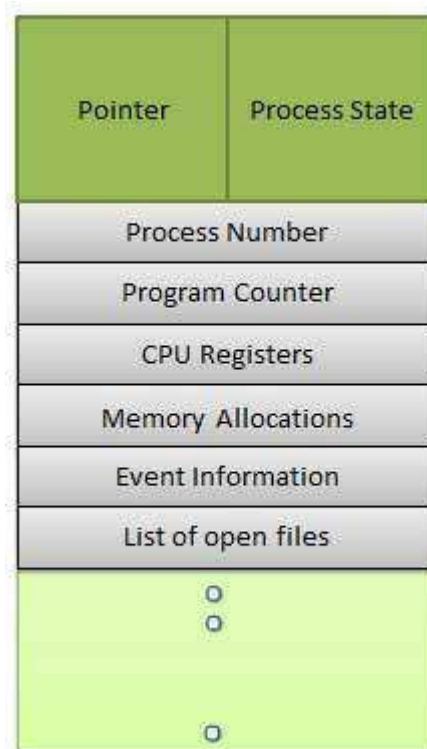 Pointer Process State
Process Number
Program Counter
CPU Registers
Memory Allocations
Event Information
List of open files